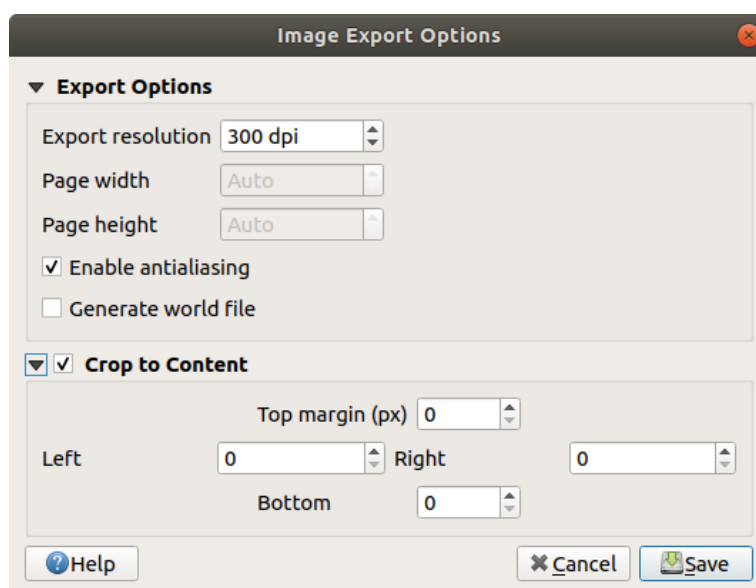 Image Export Options
Export Options
Export resolution 300 dpi
Page width Auto
Page height Auto
Enable antialiasing
Generate world file
Crop to Content
Top margin (px) 0
Left 0 Right 0
Bottom 0
Help Cancel Save